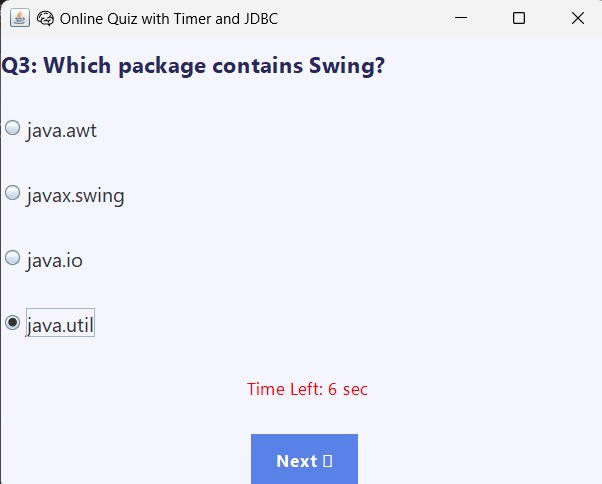 Online Quiz with Timer and JDBC
Q3: Which package contains Swing?
java.awt
javax.swing
java.io
java.util
Time Left: 6 sec
Next